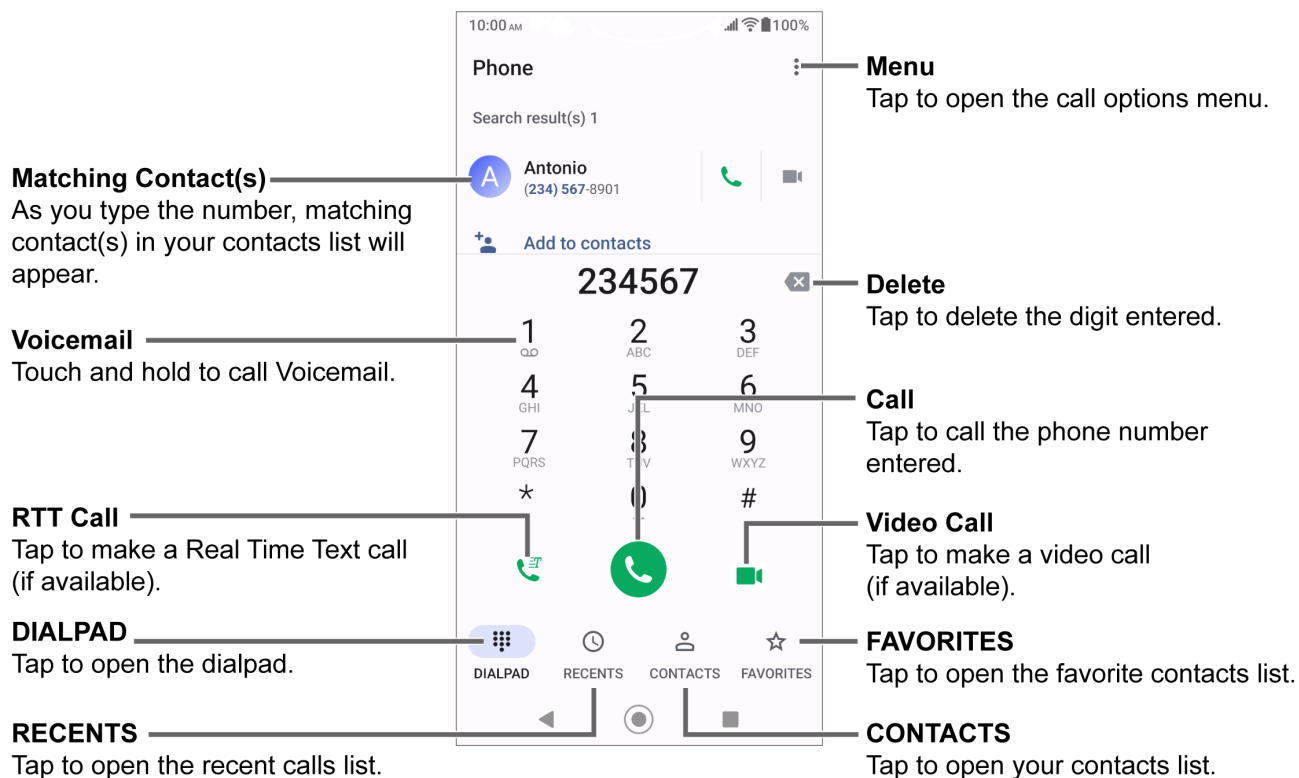 Matching Contact(s)
As you type the number, matching
contact(s) in your contacts list will
appear.
Voicemail
Touch and hold to call Voicemail.
RTT Call
Tap to make a Real Time Text call
(if available).
DIALPAD
Tap to open the dialpad.
RECENTS
Tap to open the recent calls list.
10:00 AM 100%
Phone
Search result(s) 1
A
Antonio
(234) 567-8901
Add to contacts
234567
1 2 3
ABC DEF
4 5 6
GHI JKL MNO
7 8 9
PQRS TUV WXYZ
* 0 #
DIALPAD RECENTS CONTACTS FAVORITES
Menu
Tap to open the call options menu.
Delete
Tap to delete the digit entered.
Call
Tap to call the phone number
entered.
Video Call
Tap to make a video call
(if available).
FAVORITES
Tap to open the favorite contacts list.
CONTACTS
Tap to open your contacts list.